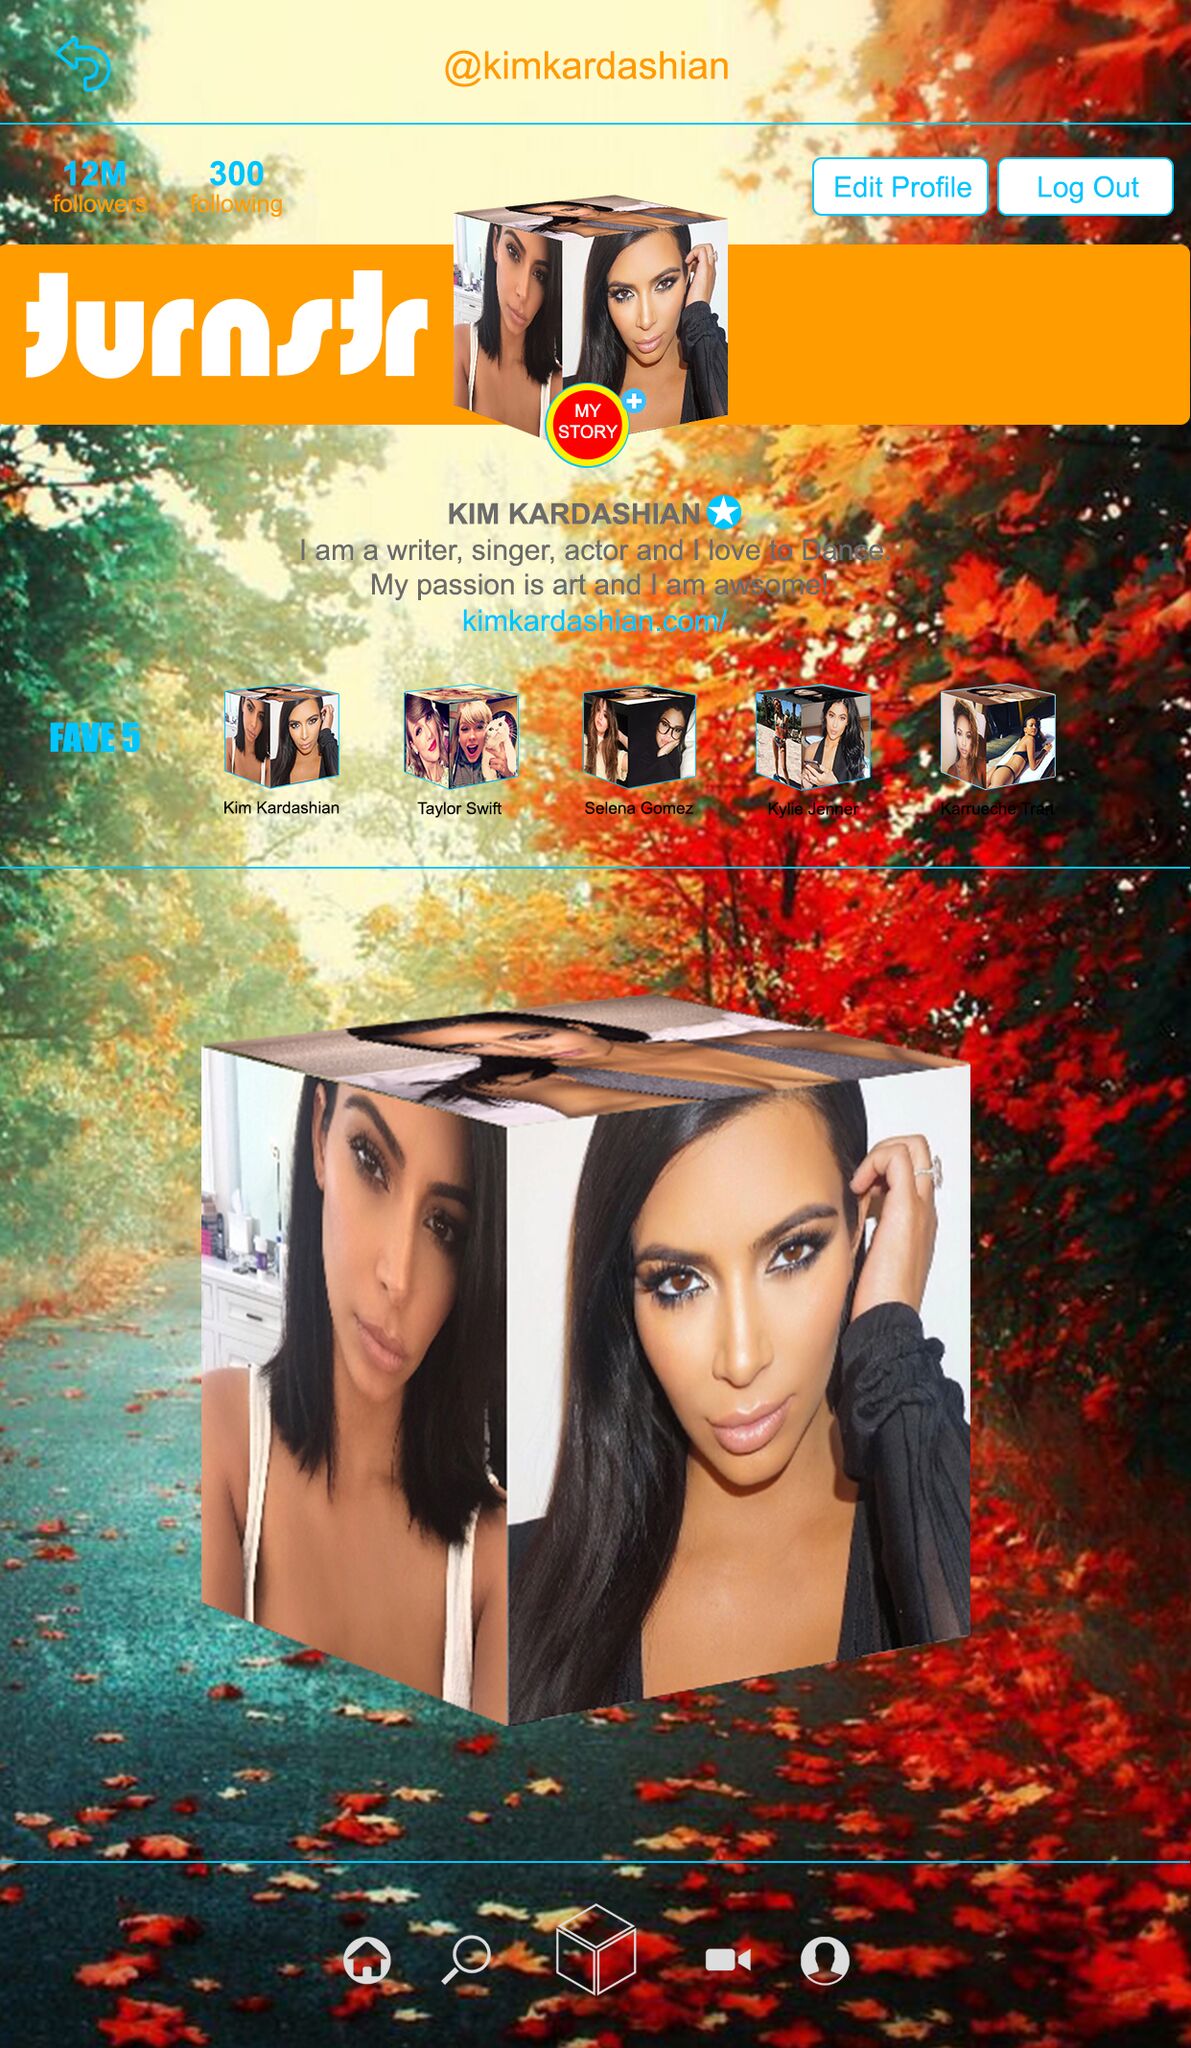 @kimkardashian
12M
followers
300
following
Edit Profile
Log Out
turnstr
MY
STORY
KIM KARDASHIAN
I am a writer, singer, actor and I love to Dance.
My passion is art and I am awsome!
kimkardashian.com/
FAVE 5
Kim Kardashian
Taylor Swift
Selena Gomez
Kylie Jenner
Karrueche Tran